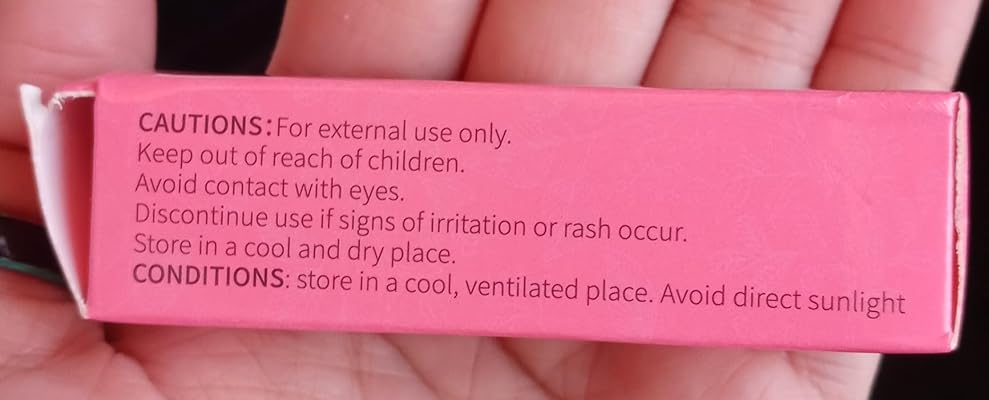 CAUTIONS: For external use only.
Keep out of reach of children.
Avoid contact with eyes.
Discontinue use if signs of irritation or rash occur.
Store in a cool and dry place.
CONDITIONS: store in a cool, ventilated place. Avoid direct sunlight